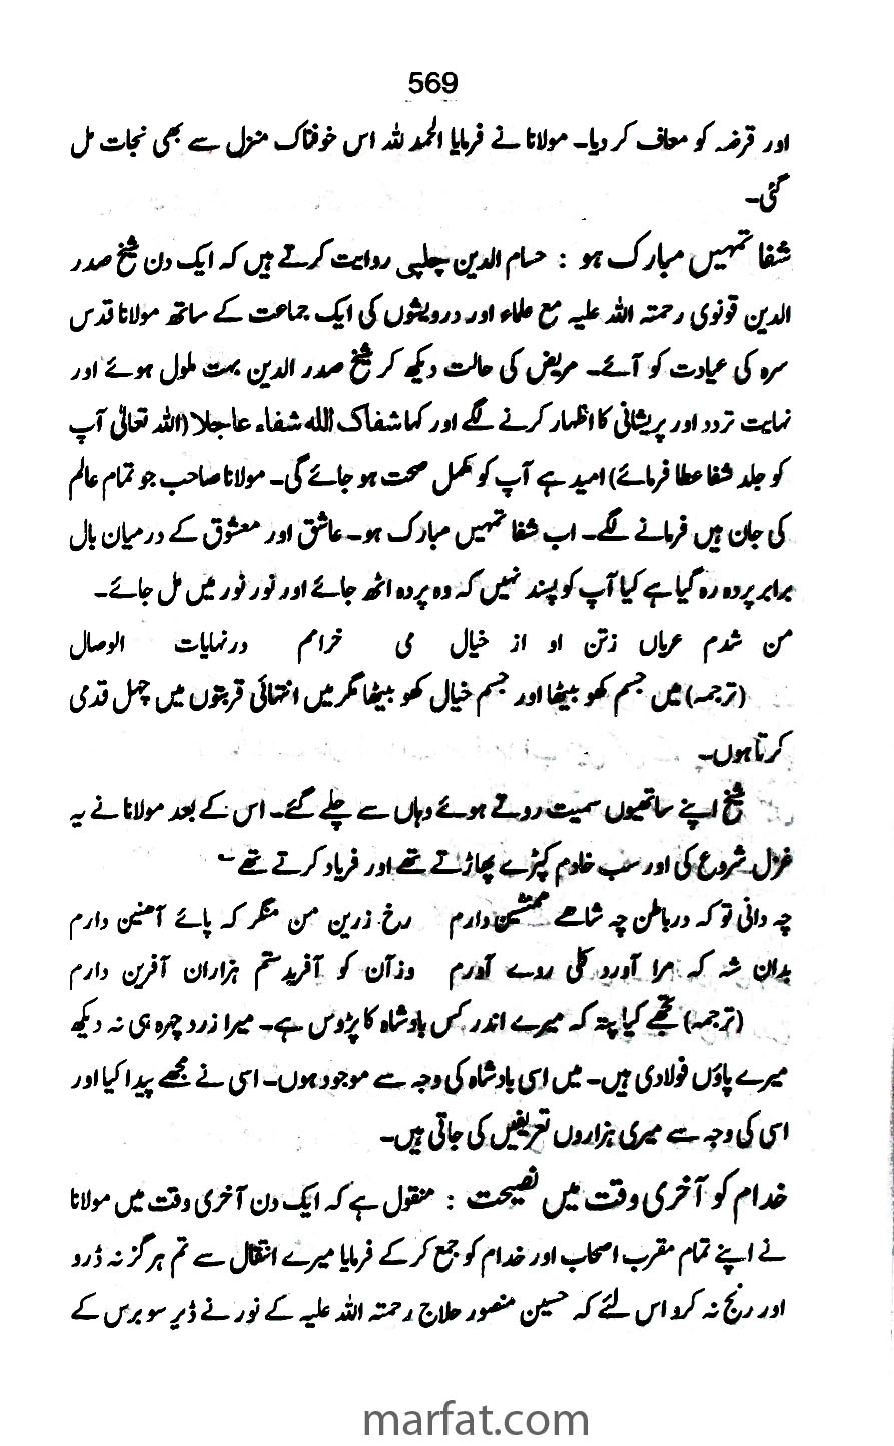 569
اور قرضہ کو معاف کر دیا۔ مولانا نے فرمایا الحمد للہ اس خوفناک منزل سے بھی نجات مل
گئی۔
شفا تمہیں مبارک ہو : حسام الدین چلپی روایت کرتے ہیں کہ ایک دن شیخ صدر
الدین قونوی رحمتہ اللہ علیہ مع علماء اور درویشوں کی ایک جماعت کے ساتھ مولانا قدس
سرہ کی عیادت کو آئے۔ مریض کی حالت دیکھ کر شیخ صدر الدین بہت ملول ہوئے اور
نہایت تردد اور پریشانی کا اظہار کرنے لگے اور کہا شفاک اللہ شفاء عاجلا (اللہ تعالیٰ آپ
کو جلد شفا عطا فرمائے) امید ہے آپ کو مکمل صحت ہو جائے گی۔ مولانا صاحب جو تمام عالم
کی جان ہیں فرمانے لگے۔ اب شفا تمہیں مبارک ہو۔ عاشق اور معشوق کے درمیان بال
برابر پردہ رہ گیا ہے کیا آپ کو پسند نہیں کہ وہ پردہ اٹھ جائے اور نور نور میں مل جائے۔
من شدم عریاں زتن او از خیال می خرامم درنہایات الوصال
(ترجمہ) میں جسم کھو بیٹھا اور جسم خیال کھو بیٹھا مگر میں انتہائی قربتوں میں چہل قدمی
کرتا ہوں۔
شیخ اپنے ساتھیوں سمیت روتے ہوئے وہاں سے چلے گئے۔ اس کے بعد مولانا نے یہ
غزل شروع کی اور سب خادم کپڑے پھاڑتے تھے اور فریاد کرتے تھے ۔
چہ دانی تو کہ درباطن چہ شاہے ہمنشین دارم رخ زرین من منگر کہ پائے آہنین دارم
بدان شہ کہ مرا آورد کلی روے آورم وزآن کو آفرید ستم ہزاران آفرین دارم
(ترجمہ) تجھے کیا پتہ کہ میرے اندر کس بادشاہ کا پڑوس ہے۔ میرا زرد چہرہ ہی نہ دیکھ
میرے پاؤں فولادی ہیں۔ میں اسی بادشاہ کی وجہ سے موجود ہوں۔ اسی نے مجھے پیدا کیا اور
اسی کی وجہ سے میری ہزاروں تعریفیں کی جاتی ہیں۔
خدام کو آخری وقت میں نصیحت : منقول ہے کہ ایک دن آخری وقت میں مولانا
نے اپنے تمام مقرب اصحاب اور خدام کو جمع کر کے فرمایا میرے انتقال سے تم ہرگز نہ ڈرو
اور رنج نہ کرو اس لئے کہ حسین منصور حلاج رحمتہ اللہ علیہ کے نور نے ڈیڑ سو برس کے
marfat.com